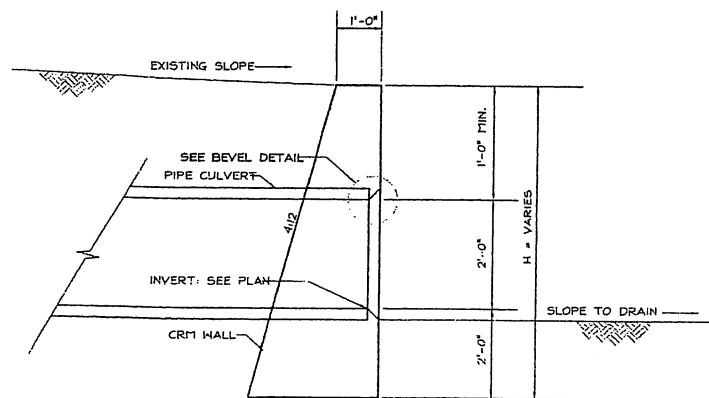 1'-0"
EXISTING SLOPE
SEE BEVEL DETAIL
PIPE CULVERT
1'-0" MIN.
4:12
2'-0"
H = VARIES
INVERT: SEE PLAN
SLOPE TO DRAIN
CRM WALL
2'-0"